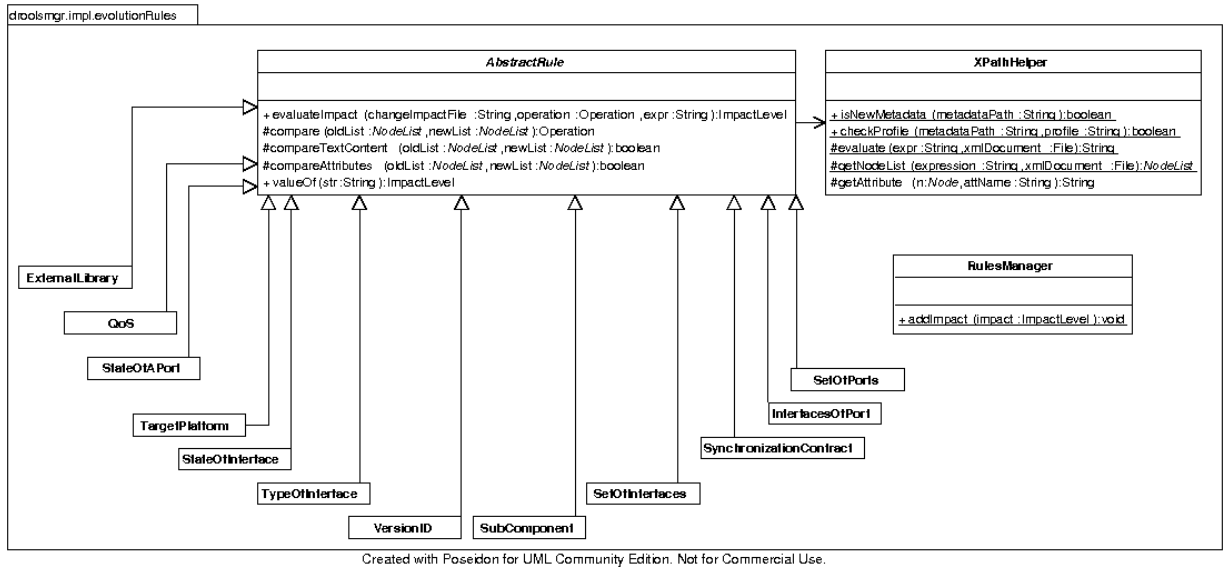 droolsmgr.impl.evolutionRules
AbstractRule
+ evaluateImpact (changeImpactFile :String,operation :Operation ,expr:String):ImpactLevel
#compare (oldList :NodeList ,newList :NodeList ):Operation
#compareTextContent (oldList :NodeList ,newList :NodeList ):boolean
#compareAttributes (oldList :NodeList ,newList :NodeList ):boolean
+ valueOf (str:String ):ImpactLevel
XPathHelper
+ isNewMetadata (metadataPath :String ):boolean
+ checkProfile (metadataPath :String ,profile :String ):boolean
#evaluate (expr :String ,xmlDocument :File):String
#getNodeList (expression :String ,xmlDocument :File):NodeList
#getAttribute (n:Node,attName :String ):String
RulesManager
+ addImpact (impact :ImpactLevel ):void
ExternalLibrary
QoS
StateOfAPort
SetOfPorts
InterfacesOfPort
TargetPlatform
SynchronizationContract
StateOfInterface
TypeOfInterface
SetOfInterfaces
VersionID
SubComponent
Created with Poseidon for UML Community Edition. Not for Commercial Use.